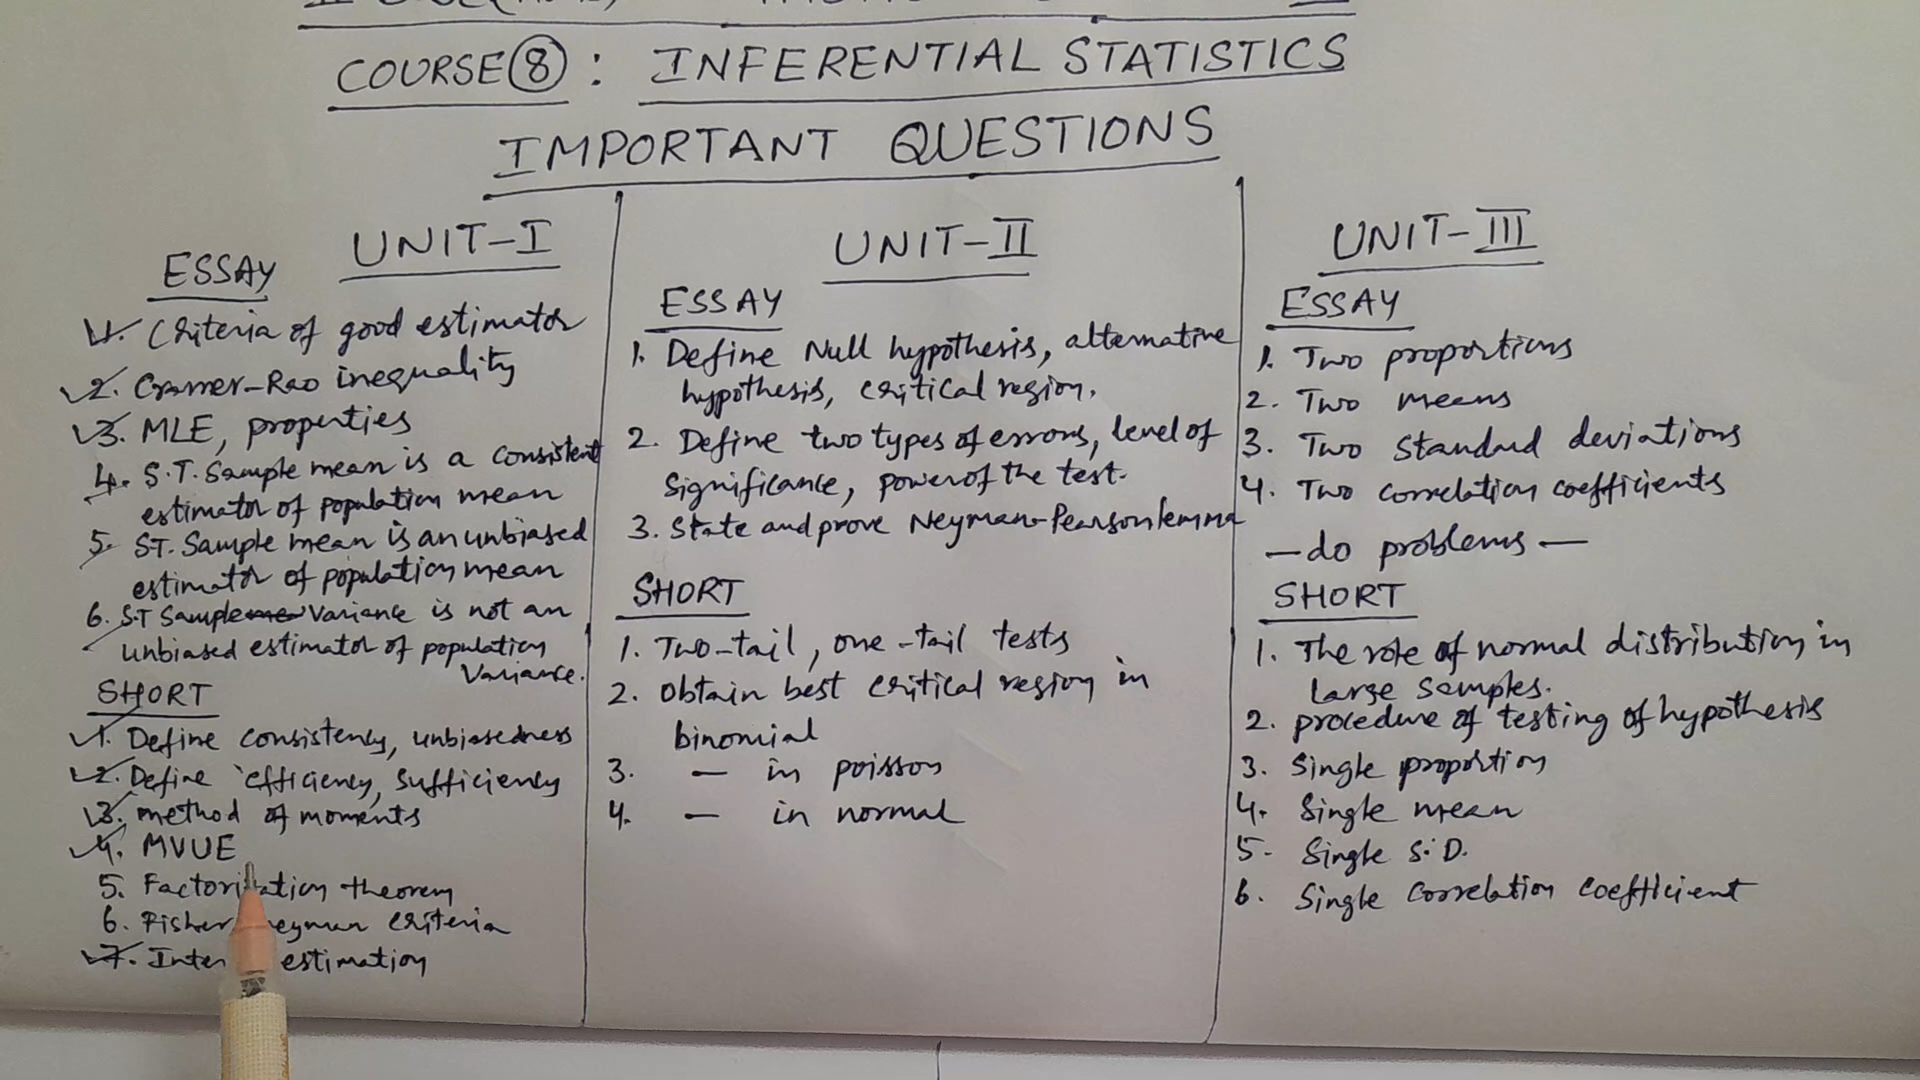 COURSE 8 : INFERENTIAL STATISTICS
IMPORTANT QUESTIONS
UNIT-I
ESSAY
1. Criteria of good estimator
2. Cramer-Rao inequality
3. MLE, properties
4. S.T. Sample mean is a consistent
estimator of population mean
5. S.T. Sample mean is an unbiased
estimator of population mean
6. S.T Sample Variance is not an
unbiased estimator of population
Variance.
SHORT
1. Define consistency, unbiasedness
2. Define efficiency, sufficiency
3. method of moments
4. MVUE
5. Factorization theorem
6. Fisher Neyman criteria
7. Inter estimation
UNIT-II
ESSAY
1. Define Null hypothesis, alternative
hypothesis, critical region.
2. Define two types of errors, level of
significance, power of the test.
3. State and prove Neyman-Pearson lemma
SHORT
1. Two-tail, one-tail tests
2. Obtain best critical region in
binomial
3. — in poisson
4. — in normal
UNIT-III
ESSAY
1. Two proportions
2. Two means
3. Two Standard deviations
4. Two correlation coefficients
— do problems —
SHORT
1. The role of normal distribution in
large samples.
2. procedure of testing of hypothesis
3. Single proportion
4. Single mean
5. Single S.D.
6. Single correlation coefficient